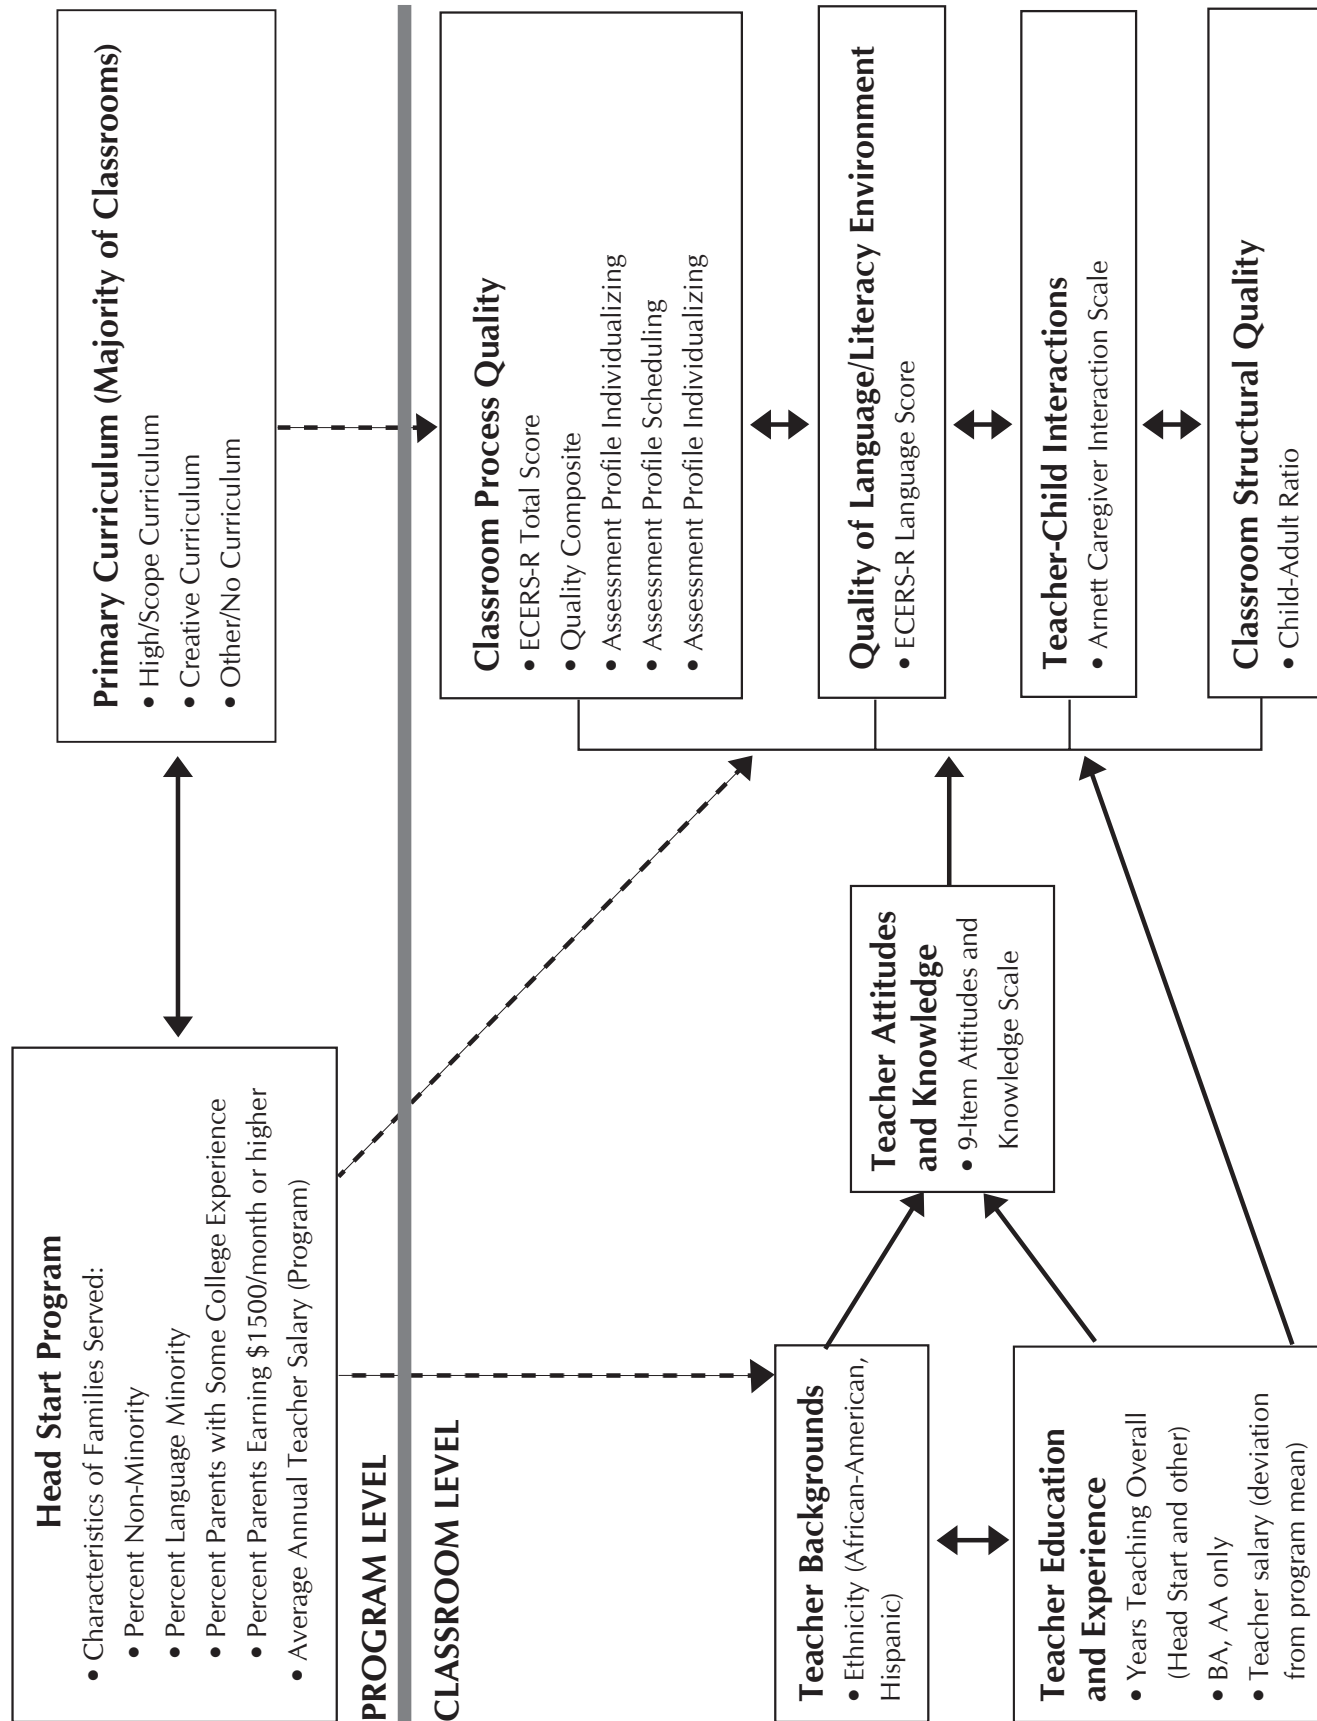 Head Start Program
• Characteristics of Families Served:
• Percent Non-Minority
• Percent Language Minority
• Percent Parents with Some College Experience
• Percent Parents Earning $1500/month or higher
• Average Annual Teacher Salary (Program)
Primary Curriculum (Majority of Classrooms)
• High/Scope Curriculum
• Creative Curriculum
• Other/No Curriculum
PROGRAM LEVEL
CLASSROOM LEVEL
Teacher Backgrounds
• Ethnicity (African-American,
Hispanic)
Teacher Education
and Experience
• Years Teaching Overall
(Head Start and other)
• BA, AA only
• Teacher salary (deviation
from program mean)
Teacher Attitudes
and Knowledge
• 9-Item Attitudes and
Knowledge Scale
Classroom Process Quality
• ECERS-R Total Score
• Quality Composite
• Assessment Profile Individualizing
• Assessment Profile Scheduling
• Assessment Profile Individualizing
Quality of Language/Literacy Environment
• ECERS-R Language Score
Teacher-Child Interactions
• Arnett Caregiver Interaction Scale
Classroom Structural Quality
• Child-Adult Ratio